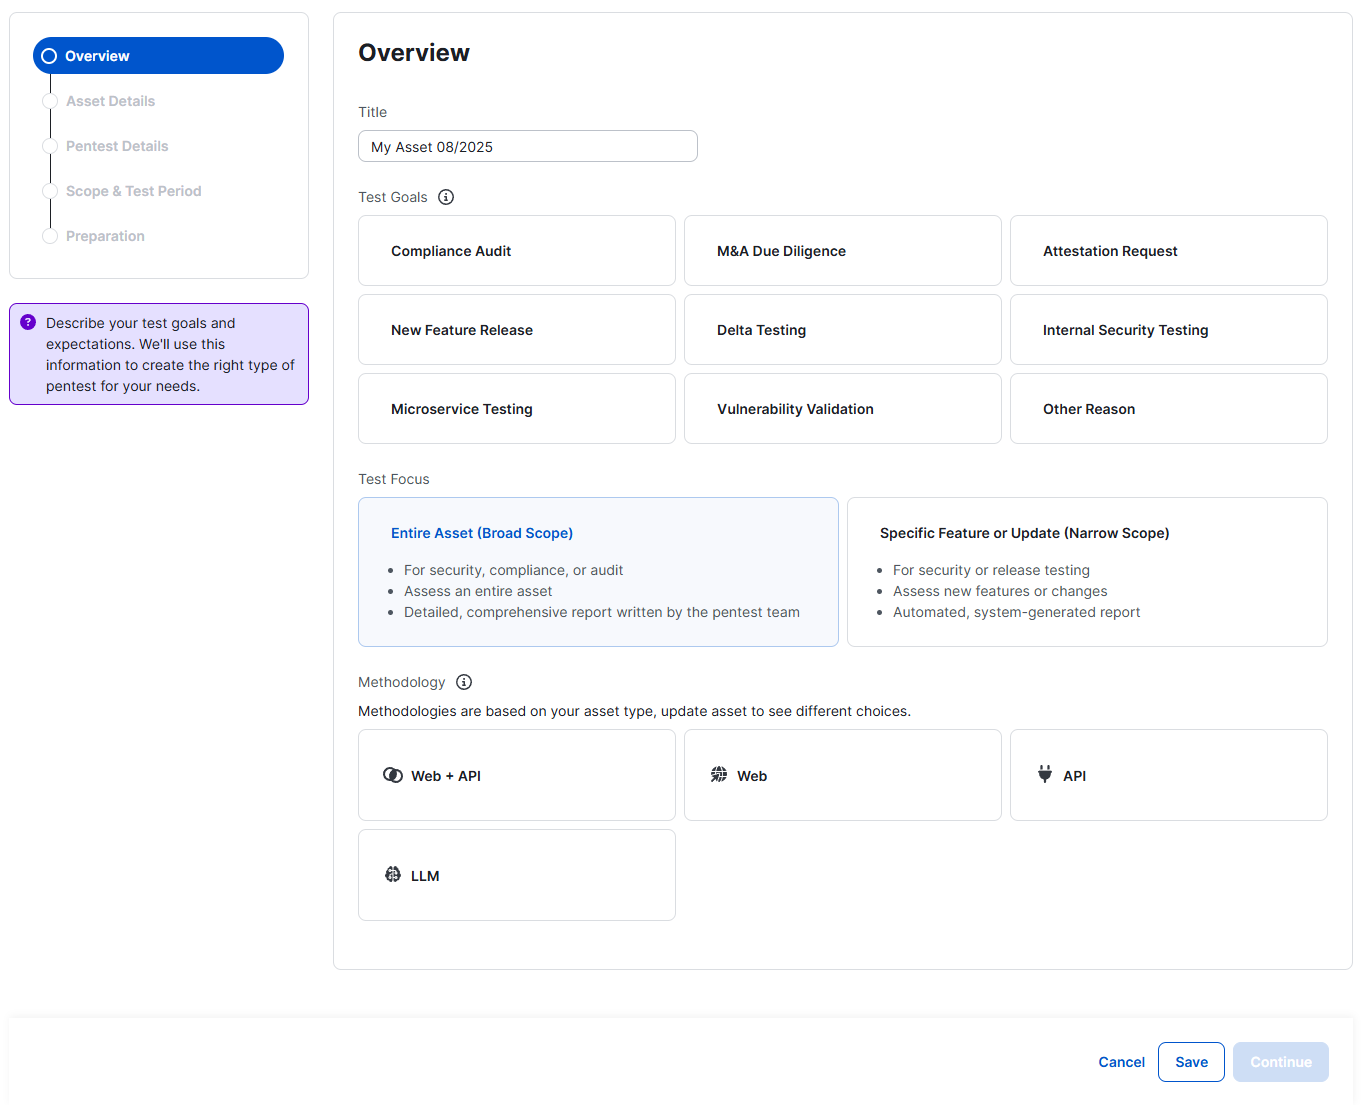 Overview
Asset Details
Pentest Details
Scope & Test Period
Preparation
?
Describe your test goals and
expectations. We'll use this
information to create the right type of
pentest for your needs.
Overview
Title
My Asset 08/2025
Test Goals
Compliance Audit
M&A Due Diligence
Attestation Request
New Feature Release
Delta Testing
Internal Security Testing
Microservice Testing
Vulnerability Validation
Other Reason
Test Focus
Entire Asset (Broad Scope)
• For security, compliance, or audit
• Assess an entire asset
• Detailed, comprehensive report written by the pentest team
Specific Feature or Update (Narrow Scope)
• For security or release testing
• Assess new features or changes
• Automated, system-generated report
Methodology
Methodologies are based on your asset type, update asset to see different choices.
Web + API
Web
API
LLM
Cancel
Save
Continue